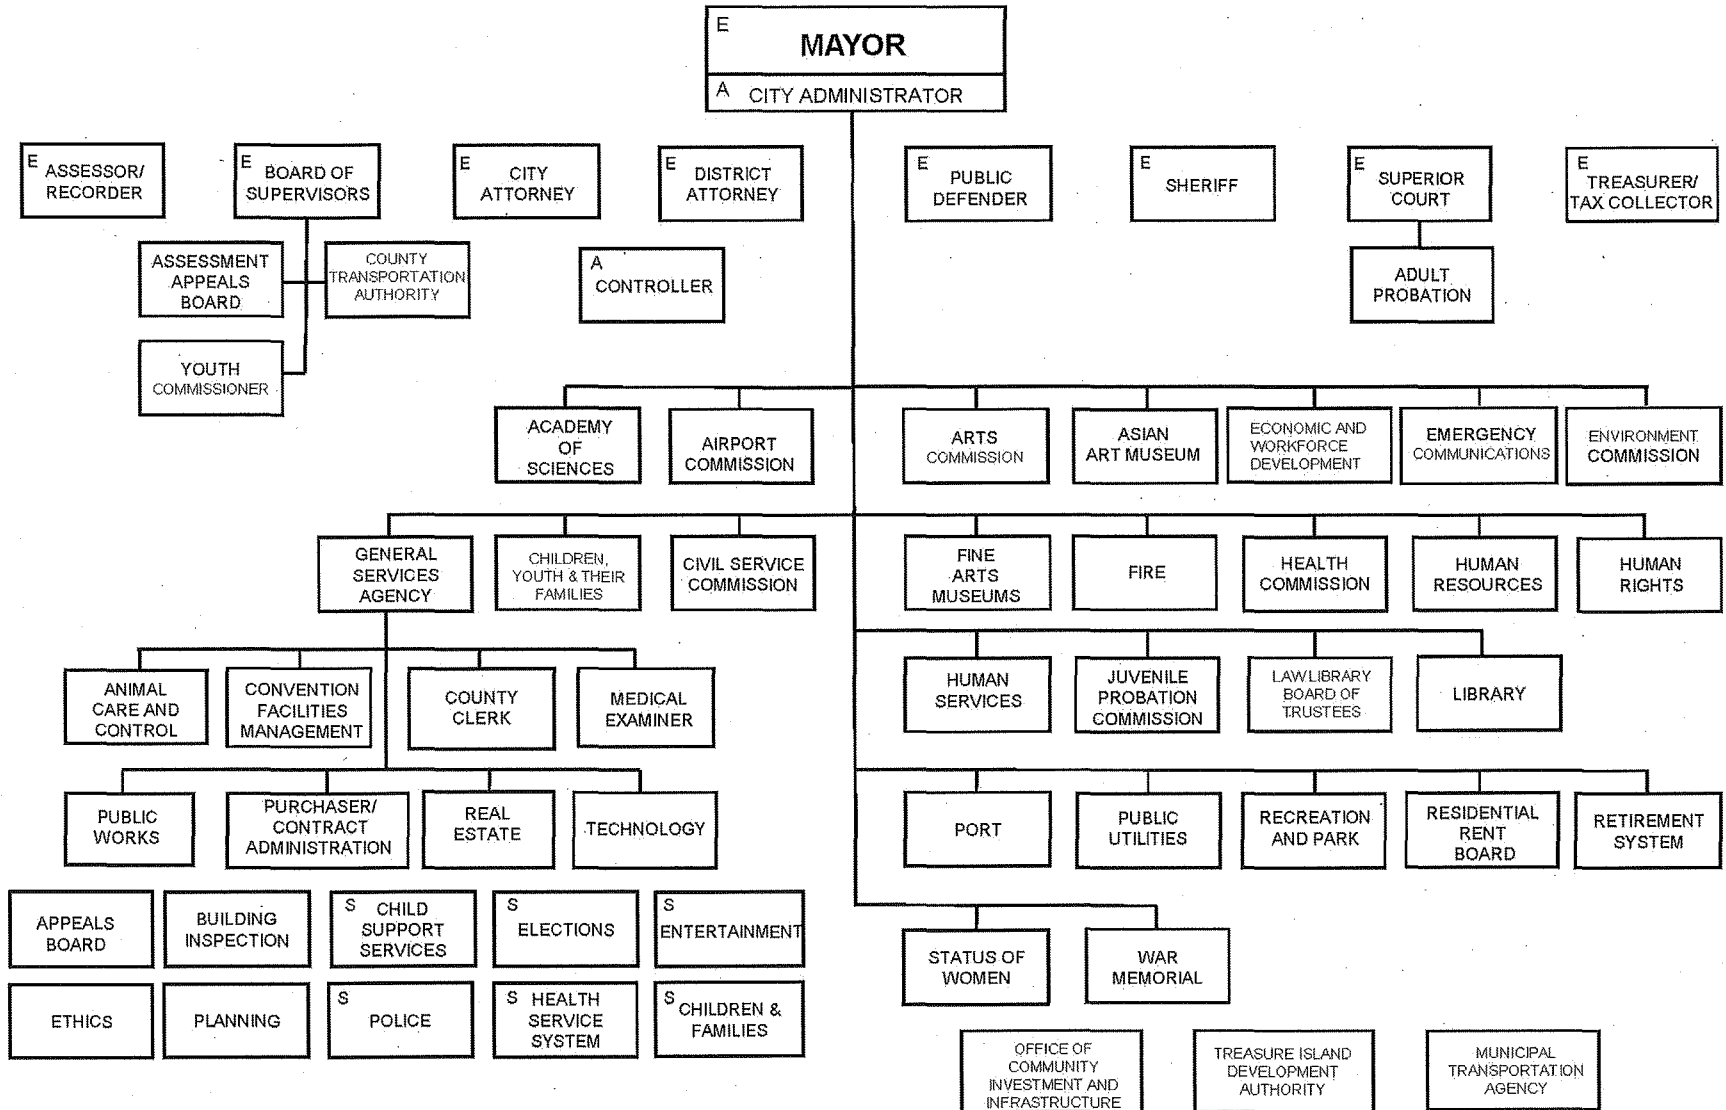 E
MAYOR
A CITY ADMINISTRATOR
E ASSESSOR/
RECORDER
E BOARD OF
SUPERVISORS
E CITY
ATTORNEY
E DISTRICT
ATTORNEY
E PUBLIC
DEFENDER
E SHERIFF
E SUPERIOR
COURT
E TREASURER/
TAX COLLECTOR
ASSESSMENT
APPEALS
BOARD
COUNTY
TRANSPORTATION
AUTHORITY
A
CONTROLLER
ADULT
PROBATION
YOUTH
COMMISSIONER
ACADEMY
OF
SCIENCES
AIRPORT
COMMISSION
ARTS
COMMISSION
ASIAN
ART MUSEUM
ECONOMIC AND
WORKFORCE
DEVELOPMENT
EMERGENCY
COMMUNICATIONS
ENVIRONMENT
COMMISSION
GENERAL
SERVICES
AGENCY
CHILDREN,
YOUTH & THEIR
FAMILIES
CIVIL SERVICE
COMMISSION
FINE
ARTS
MUSEUMS
FIRE
HEALTH
COMMISSION
HUMAN
RESOURCES
HUMAN
RIGHTS
ANIMAL
CARE AND
CONTROL
CONVENTION
FACILITIES
MANAGEMENT
COUNTY
CLERK
MEDICAL
EXAMINER
HUMAN
SERVICES
JUVENILE
PROBATION
COMMISSION
LAW LIBRARY
BOARD OF
TRUSTEES
LIBRARY
PUBLIC
WORKS
PURCHASER/
CONTRACT
ADMINISTRATION
REAL
ESTATE
TECHNOLOGY
PORT
PUBLIC
UTILITIES
RECREATION
AND PARK
RESIDENTIAL
RENT
BOARD
RETIREMENT
SYSTEM
APPEALS
BOARD
BUILDING
INSPECTION
S CHILD
SUPPORT
SERVICES
S
ELECTIONS
S
ENTERTAINMENT
STATUS OF
WOMEN
WAR
MEMORIAL
ETHICS
PLANNING
S
POLICE
S HEALTH
SERVICE
SYSTEM
S CHILDREN &
FAMILIES
OFFICE OF
COMMUNITY
INVESTMENT AND
INFRASTRUCTURE
TREASURE ISLAND
DEVELOPMENT
AUTHORITY
MUNICIPAL
TRANSPORTATION
AGENCY